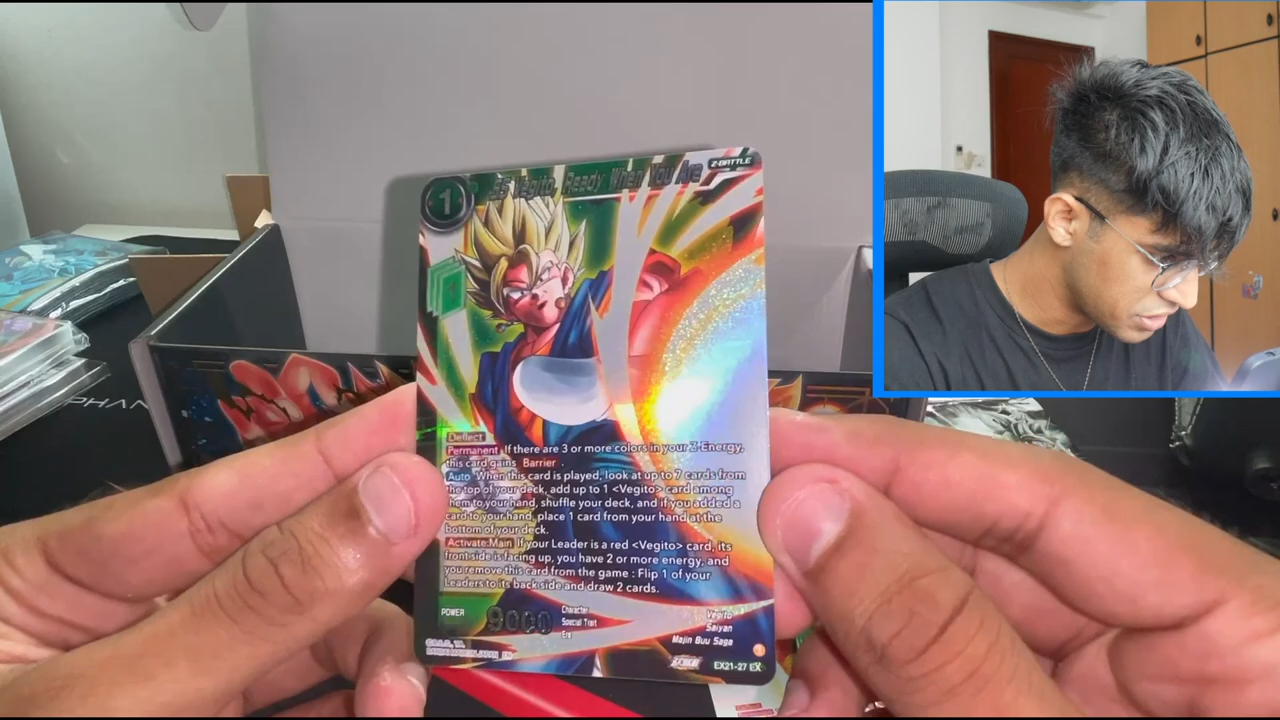 SS Vegito, Ready When You Are
Z-BATTLE
1
1
Deflect
Permanent If there are 3 or more colors in your Z-Energy,
this card gains Barrier .
Auto When this card is played, look at up to 7 cards from
the top of your deck, add up to 1 <Vegito> card among
them to your hand, shuffle your deck, and if you added a
card to your hand, place 1 card from your hand at the
bottom of your deck.
Activate:Main If your Leader is a red <Vegito> card, its
front side is facing up, you have 2 or more energy, and
you remove this card from the game : Flip 1 of your
Leaders to its back side and draw 2 cards.
POWER 9000
Character Vegito
Special Trait Saiyan
Era Majin Buu Saga
EX21-27 EX
PHAN